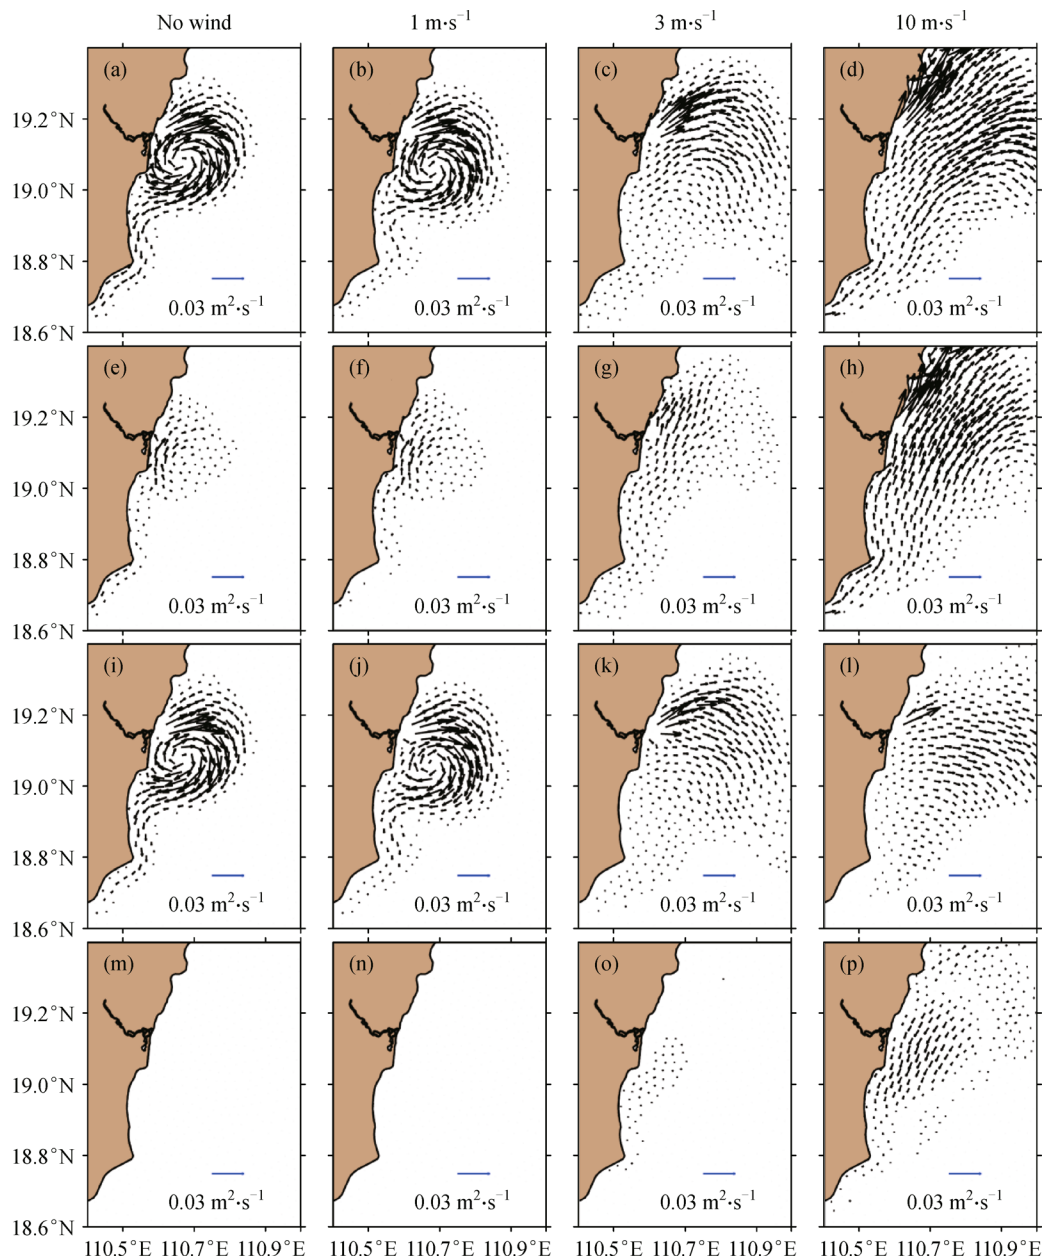 No wind 1 m·s⁻¹ 3 m·s⁻¹ 10 m·s⁻¹
(a) (b) (c) (d)
19.2°N
19.0°N
18.8°N
0.03 m²·s⁻¹ 0.03 m²·s⁻¹ 0.03 m²·s⁻¹ 0.03 m²·s⁻¹
18.6°N
(e) (f) (g) (h)
19.2°N
19.0°N
18.8°N
0.03 m²·s⁻¹ 0.03 m²·s⁻¹ 0.03 m²·s⁻¹ 0.03 m²·s⁻¹
18.6°N
(i) (j) (k) (l)
19.2°N
19.0°N
18.8°N
0.03 m²·s⁻¹ 0.03 m²·s⁻¹ 0.03 m²·s⁻¹ 0.03 m²·s⁻¹
18.6°N
(m) (n) (o) (p)
19.2°N
19.0°N
18.8°N
0.03 m²·s⁻¹ 0.03 m²·s⁻¹ 0.03 m²·s⁻¹ 0.03 m²·s⁻¹
18.6°N
110.5°E 110.7°E 110.9°E 110.5°E 110.7°E 110.9°E 110.5°E 110.7°E 110.9°E 110.5°E 110.7°E 110.9°E